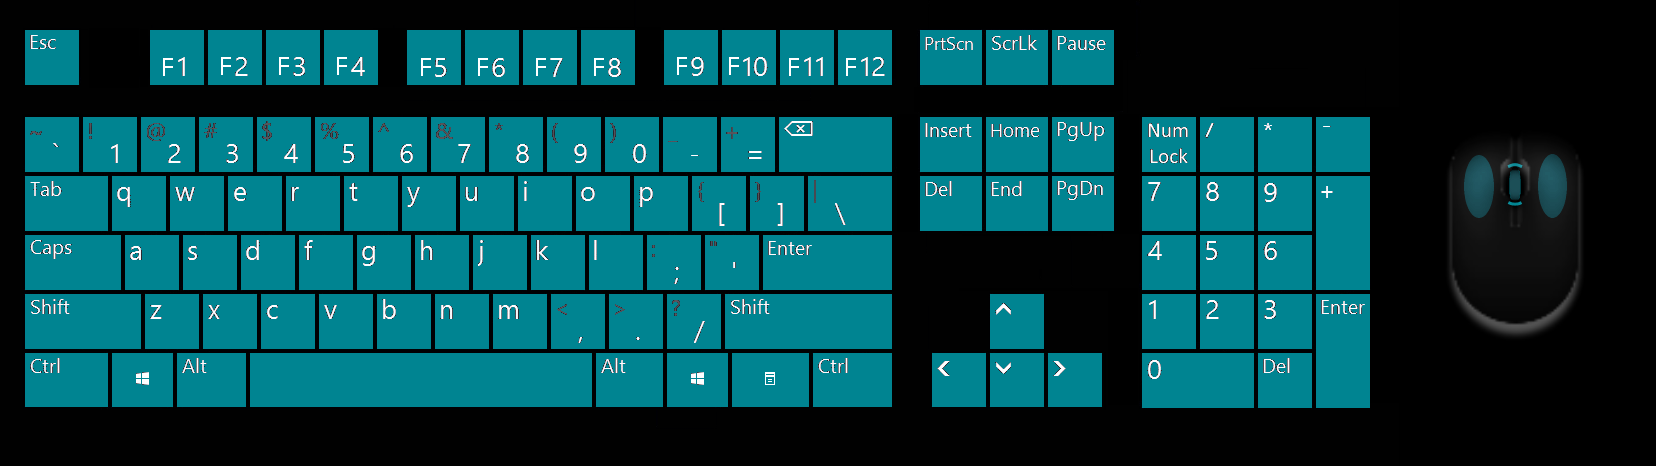 Esc F1 F2 F3 F4 F5 F6 F7 F8 F9 F10 F11 F12 PrtScn ScrLk Pause
~ ` ! 1 @ 2 # 3 $ 4 % 5 ^ 6 & 7 * 8 ( 9 ) 0 _ - + = Insert Home PgUp Num Lock / * -
Tab q w e r t y u i o p { [ } ] | \ Del End PgDn 7 8 9 +
Caps a s d f g h j k l : ; " ' Enter 4 5 6
Shift z x c v b n m < , > . ? / Shift 1 2 3 Enter
Ctrl Alt Alt Ctrl 0 Del